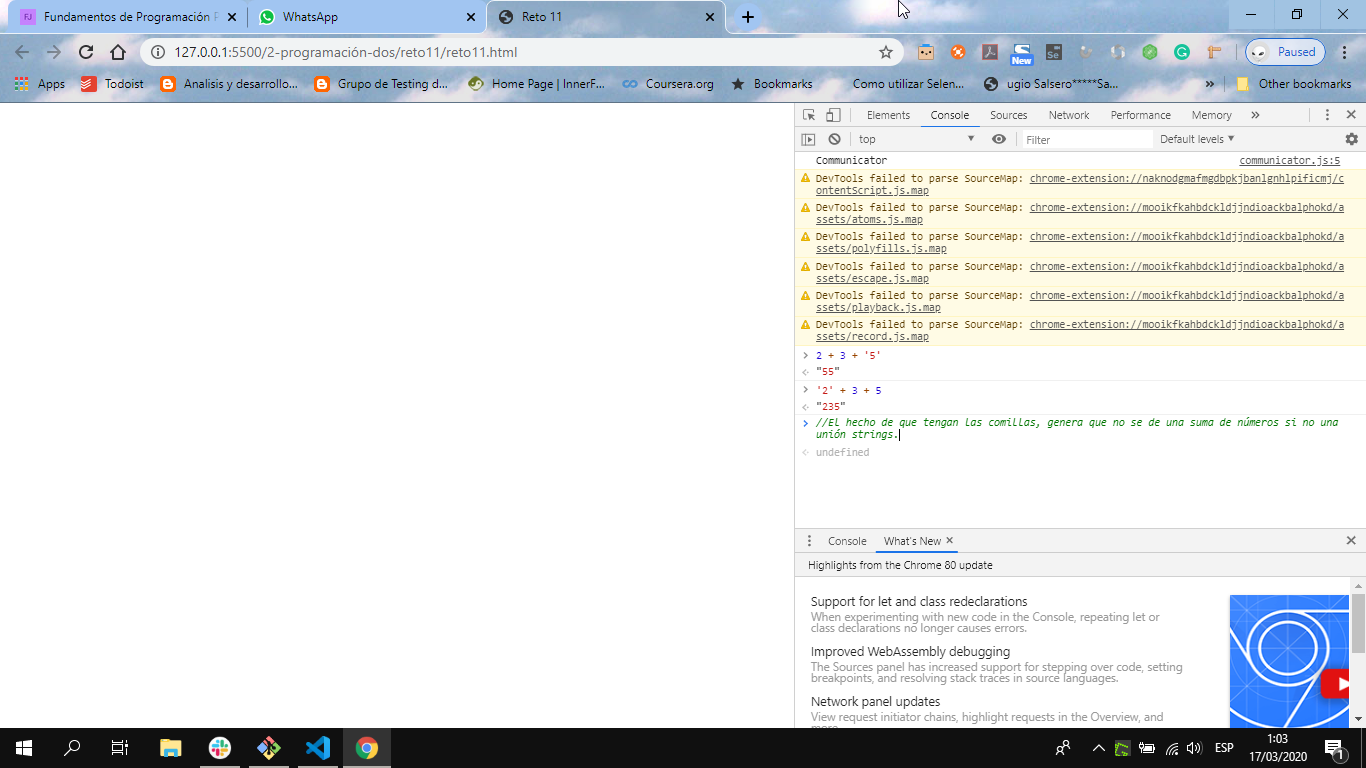 Fundamentos de Programación F
WhatsApp
Reto 11
127.0.0.1:5500/2-programación-dos/reto11/reto11.html
New
Se
Paused
Apps
Todoist
Analisis y desarrollo...
Grupo de Testing d...
Home Page | InnerF...
Coursera.org
Bookmarks
Como utilizar Selen...
ugio Salsero*****Sa...
»
Other bookmarks
Elements Console Sources Network Performance Memory »
top
Filter
Default levels
Communicator communicator.js:5
DevTools failed to parse SourceMap: chrome-extension://naknodgmafmgdbpkjbanlgnhlpificmj/c
ontentScript.js.map
DevTools failed to parse SourceMap: chrome-extension://mooikfkahbdckldjjndioackbalphokd/a
ssets/atoms.js.map
DevTools failed to parse SourceMap: chrome-extension://mooikfkahbdckldjjndioackbalphokd/a
ssets/polyfills.js.map
DevTools failed to parse SourceMap: chrome-extension://mooikfkahbdckldjjndioackbalphokd/a
ssets/escape.js.map
DevTools failed to parse SourceMap: chrome-extension://mooikfkahbdckldjjndioackbalphokd/a
ssets/playback.js.map
DevTools failed to parse SourceMap: chrome-extension://mooikfkahbdckldjjndioackbalphokd/a
ssets/record.js.map
2 + 3 + '5'
"55"
'2' + 3 + 5
"235"
//El hecho de que tengan las comillas, genera que no se de una suma de números si no una
unión strings.
undefined
Console What's New
Highlights from the Chrome 80 update
Support for let and class redeclarations
When experimenting with new code in the Console, repeating let or
class declarations no longer causes errors.
Improved WebAssembly debugging
The Sources panel has increased support for stepping over code, setting
breakpoints, and resolving stack traces in source languages.
Network panel updates
View request initiator chains, highlight requests in the Overview, and
more.
ESP
1:03
17/03/2020
1